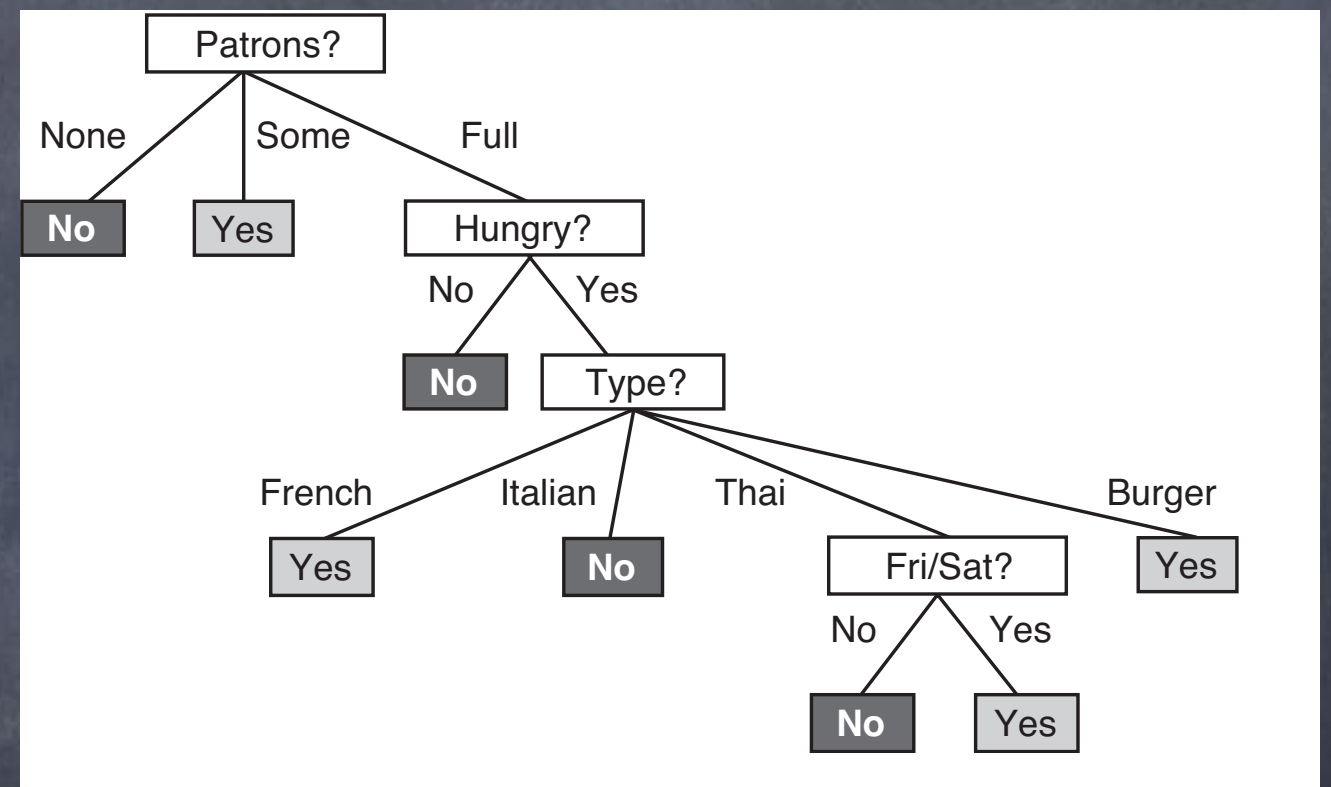 Patrons?
None Some Full
No Yes Hungry?
No Yes
No Type?
French Italian Thai Burger
Yes No Fri/Sat? Yes
No Yes
No Yes